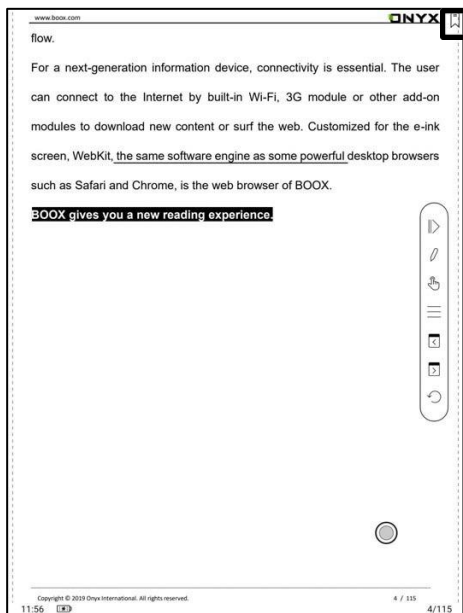 www.boox.com
ONYX
flow.
For a next-generation information device, connectivity is essential. The user
can connect to the Internet by built-in Wi-Fi, 3G module or other add-on
modules to download new content or surf the web. Customized for the e-ink
screen, WebKit, the same software engine as some powerful desktop browsers
such as Safari and Chrome, is the web browser of BOOX.
BOOX gives you a new reading experience.
Copyright © 2019 Onyx International. All rights reserved.
4 / 115
11:56
4/115